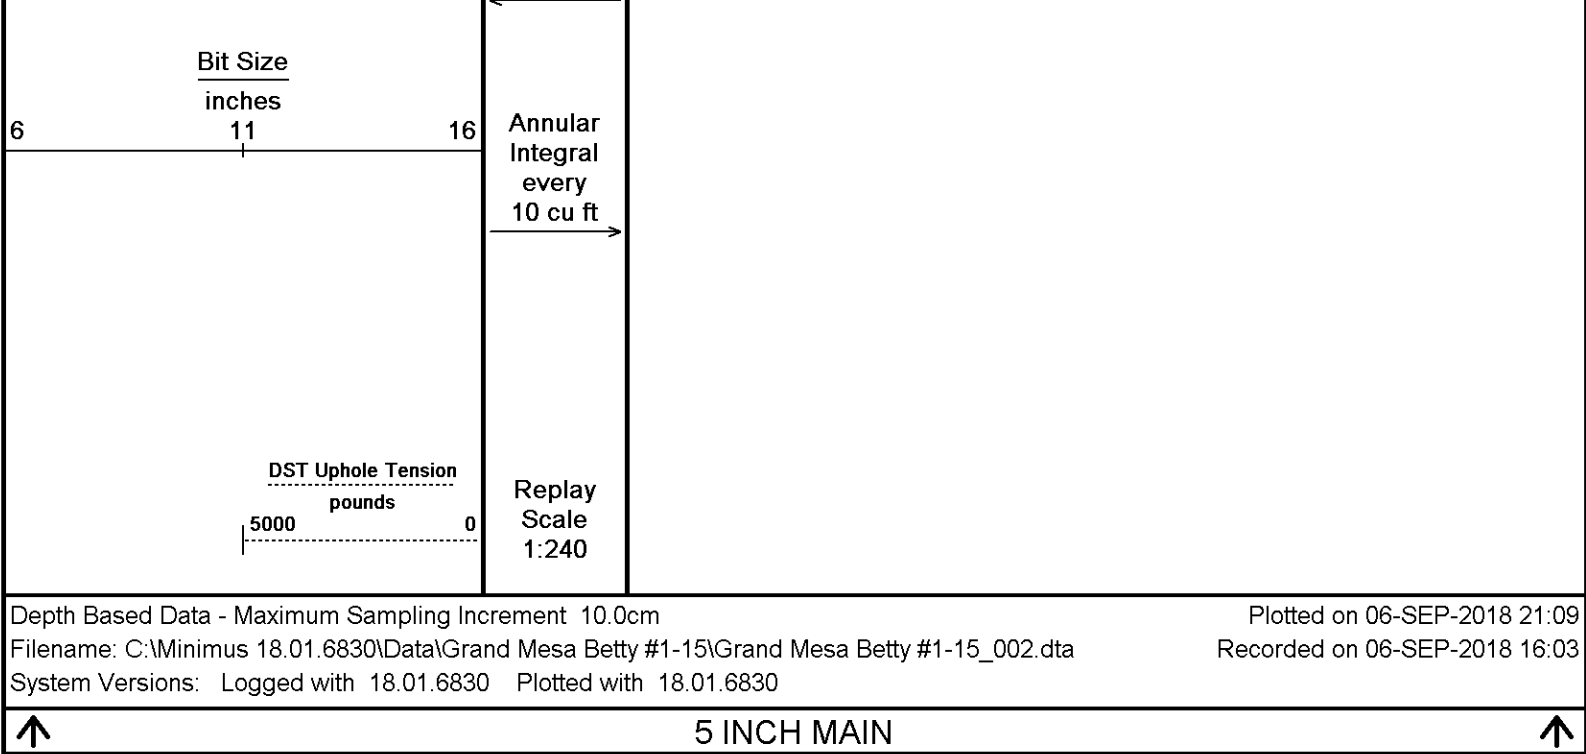 Bit Size
inches
6 11 16
Annular
Integral
every
10 cu ft
DST Uphole Tension
pounds
5000 0
Replay
Scale
1:240
Depth Based Data - Maximum Sampling Increment 10.0cm Plotted on 06-SEP-2018 21:09
Filename: C:\Minimus 18.01.6830\Data\Grand Mesa Betty #1-15\Grand Mesa Betty #1-15_002.dta Recorded on 06-SEP-2018 16:03
System Versions: Logged with 18.01.6830 Plotted with 18.01.6830
5 INCH MAIN